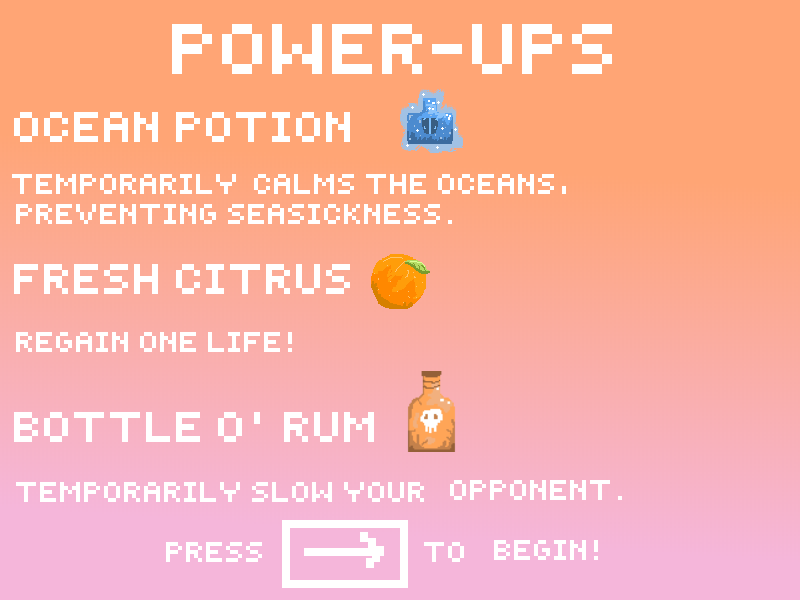 POWER-UPS
OCEAN POTION
TEMPORARILY CALMS THE OCEANS,
PREVENTING SEASICKNESS.
FRESH CITRUS
REGAIN ONE LIFE!
BOTTLE O' RUM
TEMPORARILY SLOW YOUR OPPONENT.
PRESS → TO BEGIN!